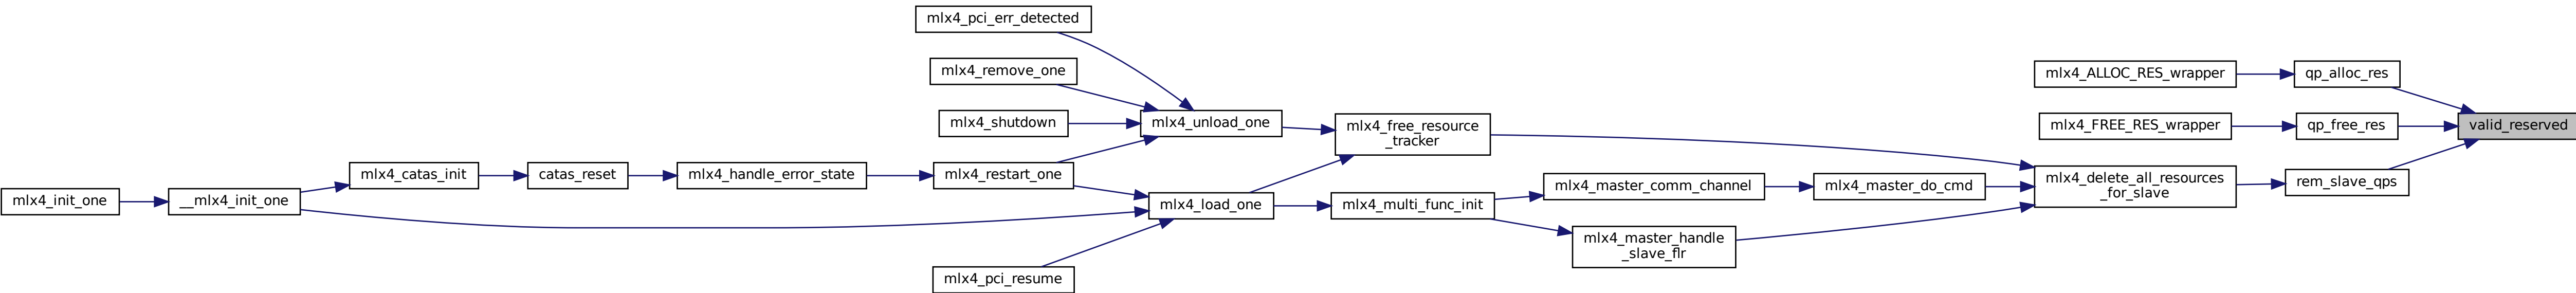 mlx4_pci_err_detected
mlx4_remove_one
mlx4_shutdown
mlx4_unload_one
mlx4_free_resource
_tracker
mlx4_ALLOC_RES_wrapper
qp_alloc_res
mlx4_FREE_RES_wrapper
qp_free_res
valid_reserved
mlx4_init_one
__mlx4_init_one
mlx4_catas_init
catas_reset
mlx4_handle_error_state
mlx4_restart_one
mlx4_load_one
mlx4_multi_func_init
mlx4_master_comm_channel
mlx4_master_do_cmd
mlx4_delete_all_resources
_for_slave
rem_slave_qps
mlx4_master_handle
_slave_flr
mlx4_pci_resume